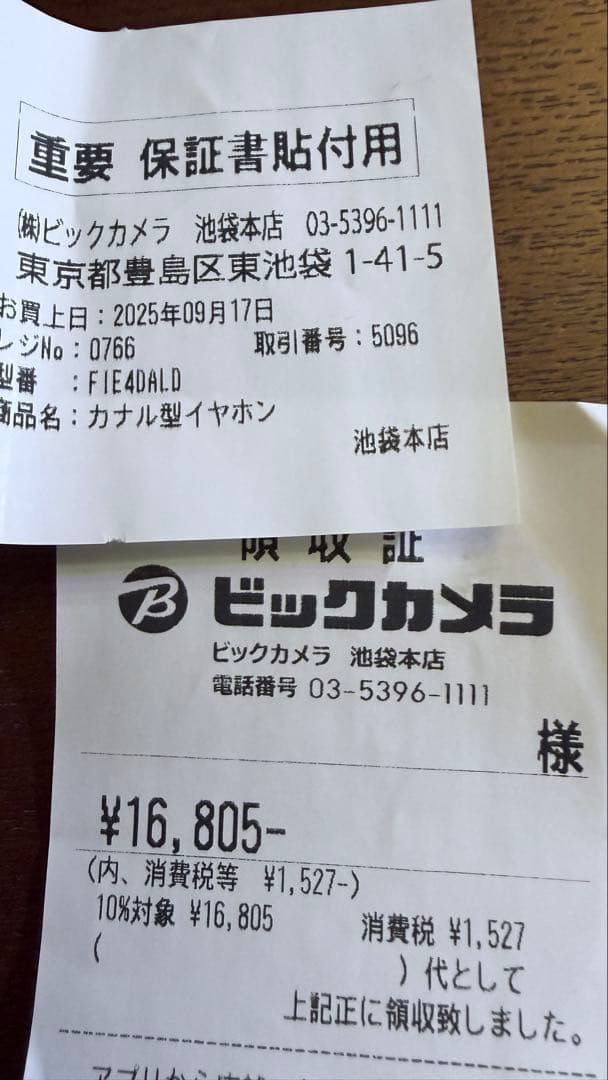 重要 保証書貼付用
(株)ビックカメラ 池袋本店 03-5396-1111
東京都豊島区東池袋 1-41-5
お買上日：2025年09月17日
レジNo：0766 取引番号：5096
型番 ：FIE4DALD
商品名：カナル型イヤホン
池袋本店
領収証
B ビックカメラ
ビックカメラ 池袋本店
電話番号 03-5396-1111
様
¥16,805-
(内、消費税等 ¥1,527-)
10%対象 ¥16,805 消費税 ¥1,527
( ) 代として
上記正に領収致しました。